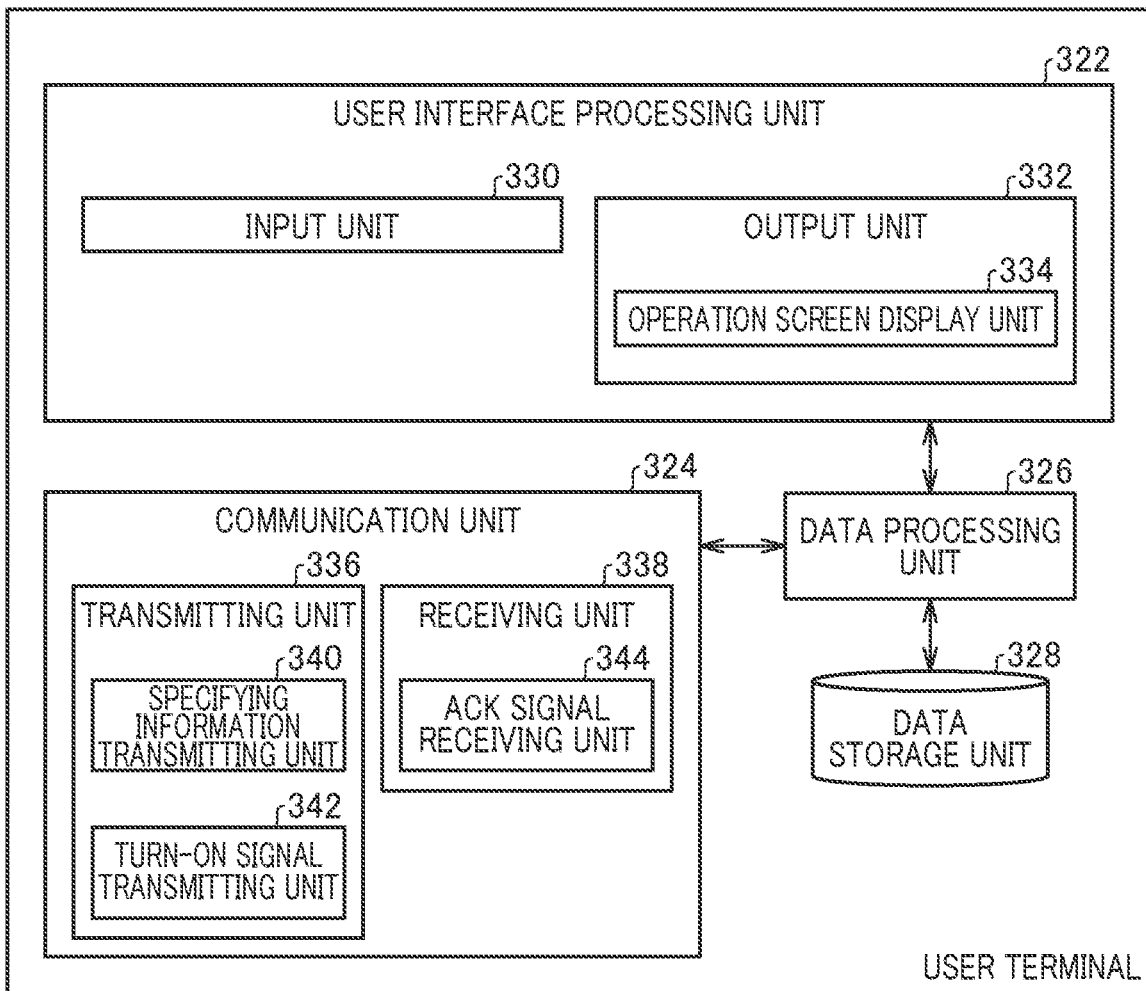 322
USER INTERFACE PROCESSING UNIT
330
INPUT UNIT
332
OUTPUT UNIT
334
OPERATION SCREEN DISPLAY UNIT
324
COMMUNICATION UNIT
336
TRANSMITTING UNIT
340
SPECIFYING
INFORMATION
TRANSMITTING UNIT
342
TURN-ON SIGNAL
TRANSMITTING UNIT
338
RECEIVING UNIT
344
ACK SIGNAL
RECEIVING UNIT
326
DATA PROCESSING
UNIT
328
DATA
STORAGE UNIT
USER TERMINAL